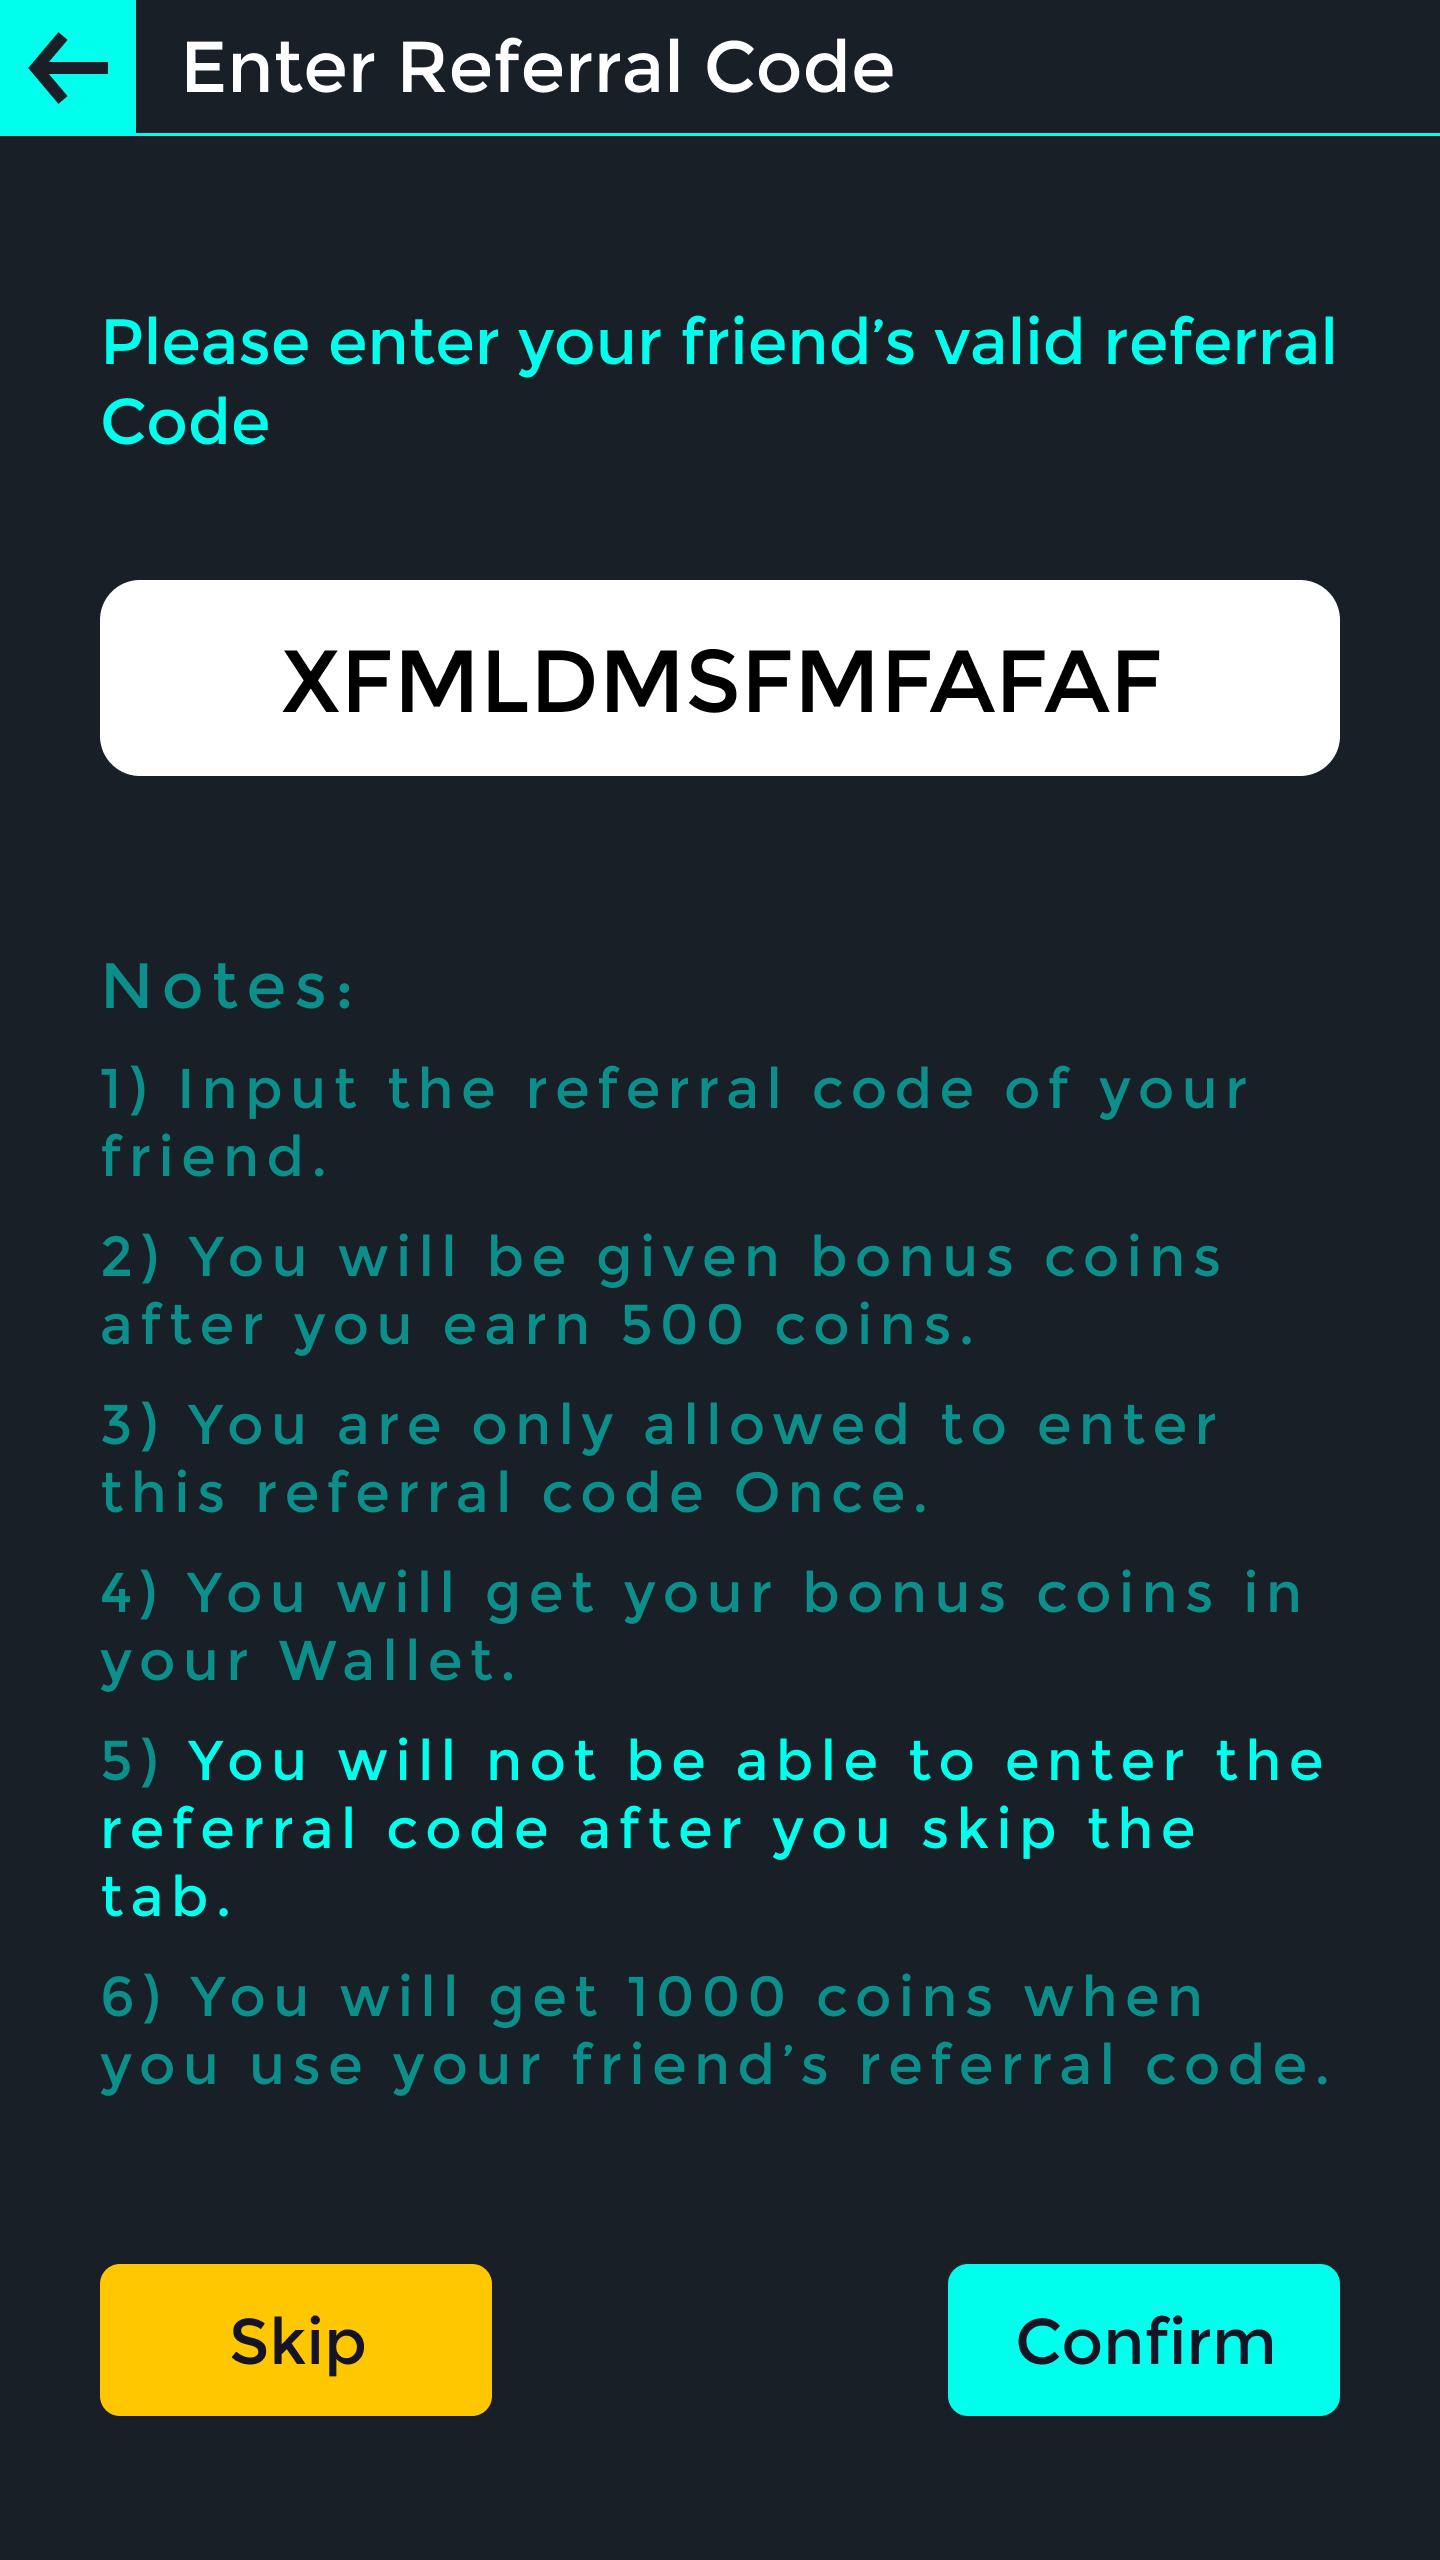 Enter Referral Code
Please enter your friend’s valid referral
Code
XFMLDMSFMFAFAF
Notes:
1) Input the referral code of your
friend.
2) You will be given bonus coins
after you earn 500 coins.
3) You are only allowed to enter
this referral code Once.
4) You will get your bonus coins in
your Wallet.
5) You will not be able to enter the
referral code after you skip the
tab.
6) You will get 1000 coins when
you use your friend’s referral code.
Skip
Confirm